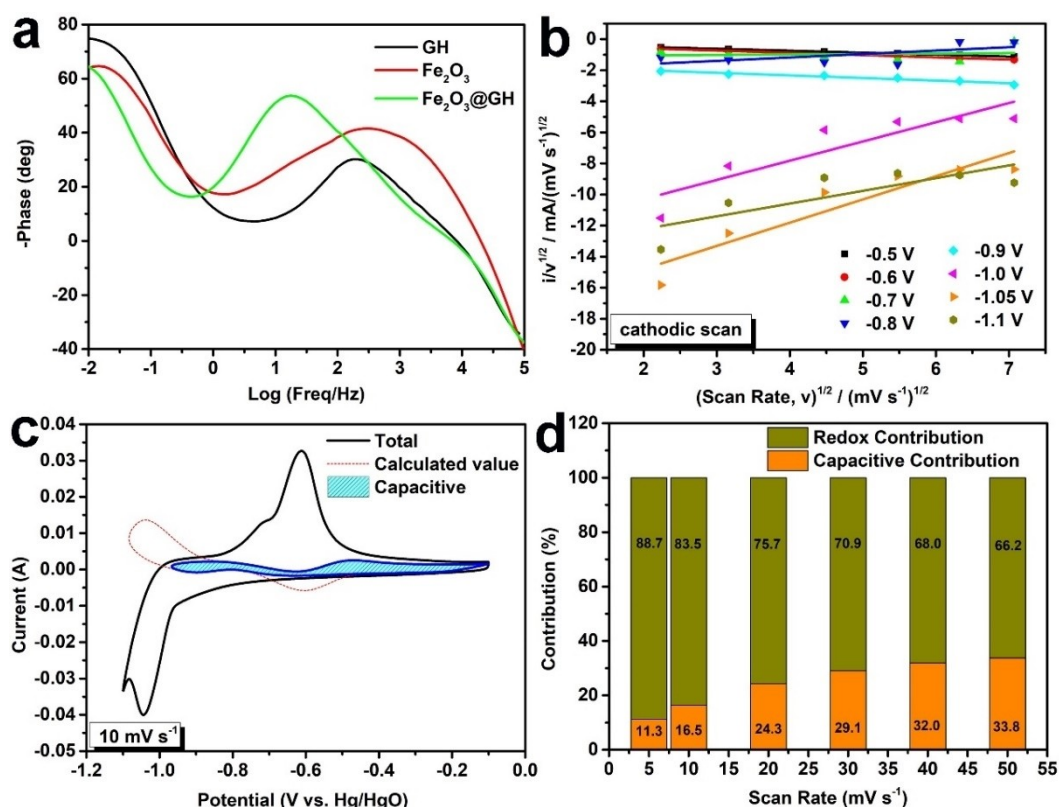 a
80
60
40
20
0
-20
-40
-Phase (deg)
GH
Fe₂O₃
Fe₂O₃@GH
-2 -1 0 1 2 3 4 5
Log (Freq/Hz)
b
0
-2
-4
-6
-8
-10
-12
-14
-16
-18
-20
i/v^1/2 / mA/(mV s⁻¹)^1/2
-0.5 V
-0.6 V
-0.7 V
-0.8 V
-0.9 V
-1.0 V
-1.05 V
-1.1 V
cathodic scan
2 3 4 5 6 7
(Scan Rate, v)^1/2 / (mV s⁻¹)^1/2
c
0.04
0.03
0.02
0.01
0.00
-0.01
-0.02
-0.03
-0.04
-0.05
Current (A)
Total
Calculated value
Capacitive
10 mV s⁻¹
-1.2 -1.0 -0.8 -0.6 -0.4 -0.2 0.0
Potential (V vs. Hg/HgO)
d
120
100
80
60
40
20
0
Contribution (%)
Redox Contribution
Capacitive Contribution
88.7 83.5 75.7 70.9 68.0 66.2
11.3 16.5 24.3 29.1 32.0 33.8
0 5 10 15 20 25 30 35 40 45 50 55
Scan Rate (mV s⁻¹)